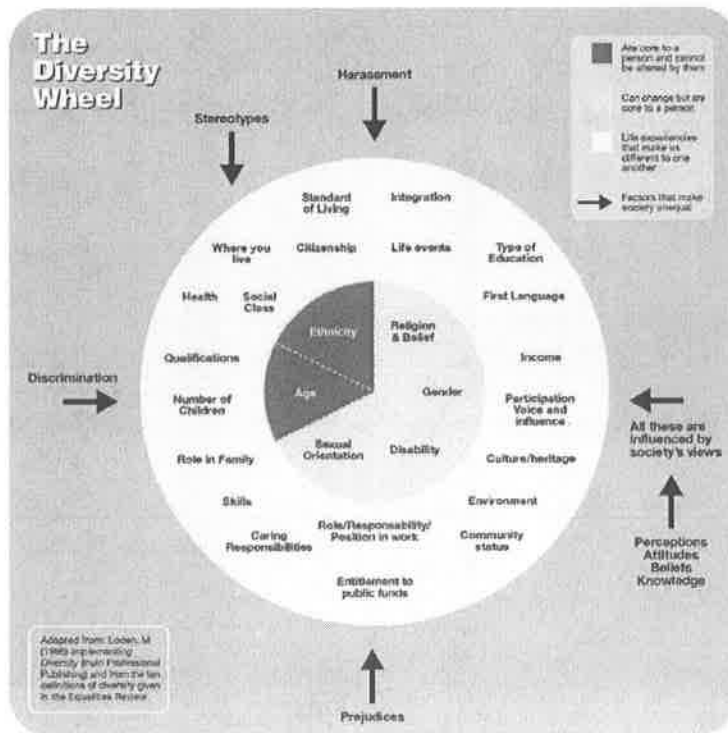 The
Diversity
Wheel
Are core to a
person and cannot
be altered by them
Can change but are
core to a person
Life experiences
that make us
different to one
another
Factors that make
society unequal
Harassment
Stereotypes
Standard
of Living
Integration
Where you
live
Citizenship
Life events
Type of
Education
Health
Social
Class
First Language
Ethnicity
Religion
& Belief
Qualifications
Income
Discrimination
Number of
Children
Age
Gender
Participation
Voice and
influence
All these are
influenced by
society's views
Role in Family
Sexual
Orientation
Disability
Culture/heritage
Skills
Environment
Caring
Responsibilities
Role/Responsability/
Position in work
Community
status
Perceptions
Attitudes
Beliefs
Knowledge
Entitlement to
public funds
Adapted from: Loden, M
Implementing
Diversity Professional
Publishing) and from the ten
definitions of diversity given
in the Equalities Review
Prejudices